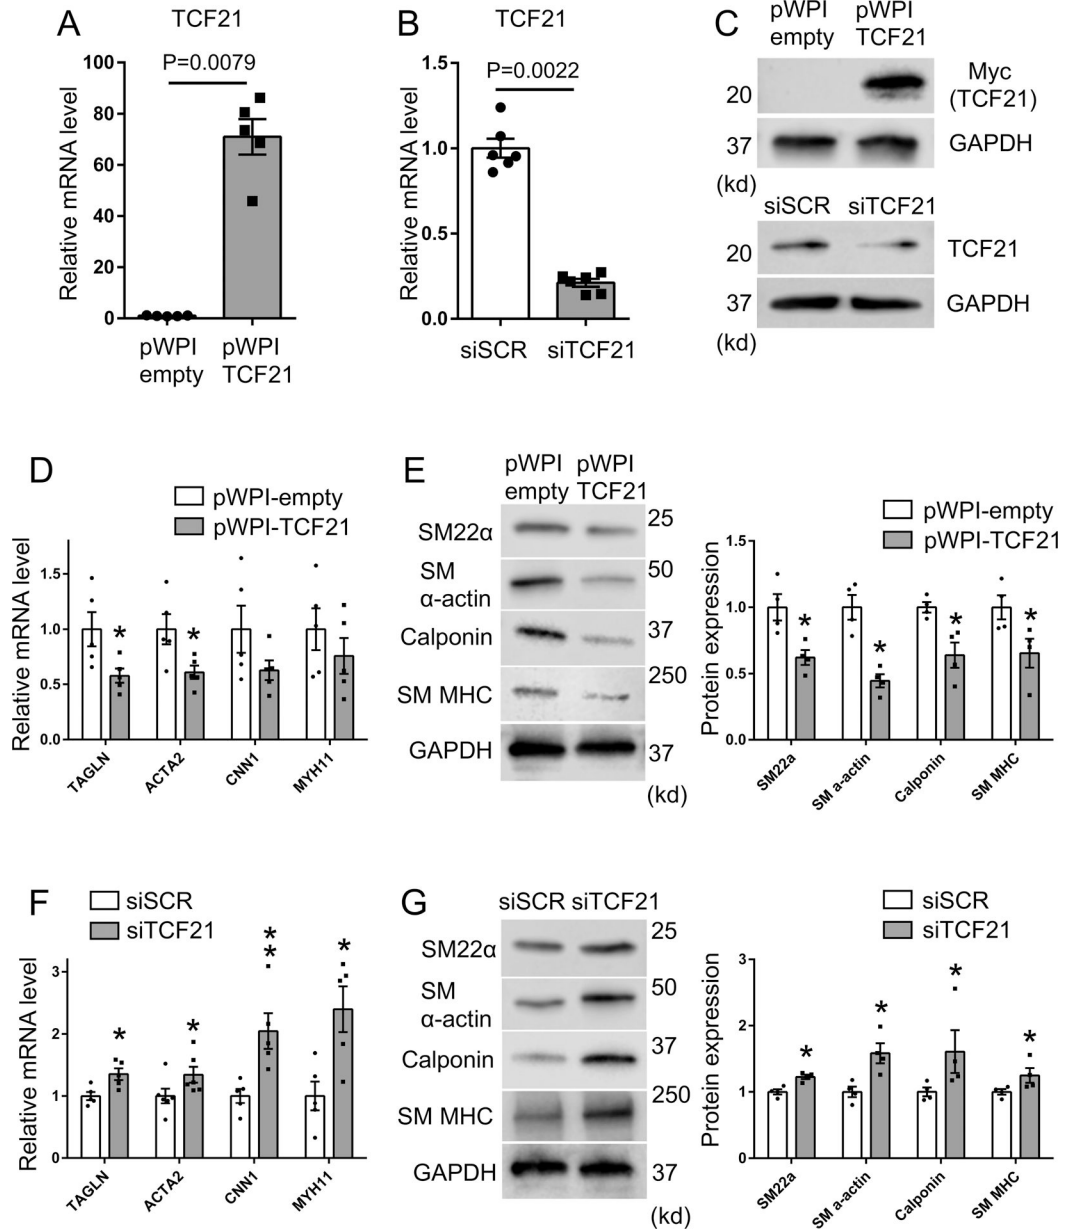 A
TCF21
P=0.0079
Relative mRNA level
100
80
60
40
20
0
pWPI
empty
pWPI
TCF21
B
TCF21
P=0.0022
Relative mRNA level
1.5
1.0
0.5
0.0
siSCR
siTCF21
C
pWPI
empty
pWPI
TCF21
20
Myc
(TCF21)
37
GAPDH
(kd)
siSCR
siTCF21
20
TCF21
37
GAPDH
(kd)
D
pWPI-empty
pWPI-TCF21
Relative mRNA level
1.5
1.0
0.5
0.0
*
*
TAGLN
ACTA2
CNN1
MYH11
E
pWPI
empty
pWPI
TCF21
SM22α
25
SM
α-actin
50
Calponin
37
SM MHC
250
GAPDH
37
(kd)
pWPI-empty
pWPI-TCF21
Protein expression
1.5
1.0
0.5
0.0
*
*
*
*
SM22a
SM a-actin
Calponin
SM MHC
F
siSCR
siTCF21
Relative mRNA level
3
2
1
0
*
*
**
*
TAGLN
ACTA2
CNN1
MYH11
G
siSCR
siTCF21
SM22α
25
SM
α-actin
50
Calponin
37
SM MHC
250
GAPDH
37
(kd)
siSCR
siTCF21
Protein expression
3
2
1
0
*
*
*
*
SM22a
SM a-actin
Calponin
SM MHC